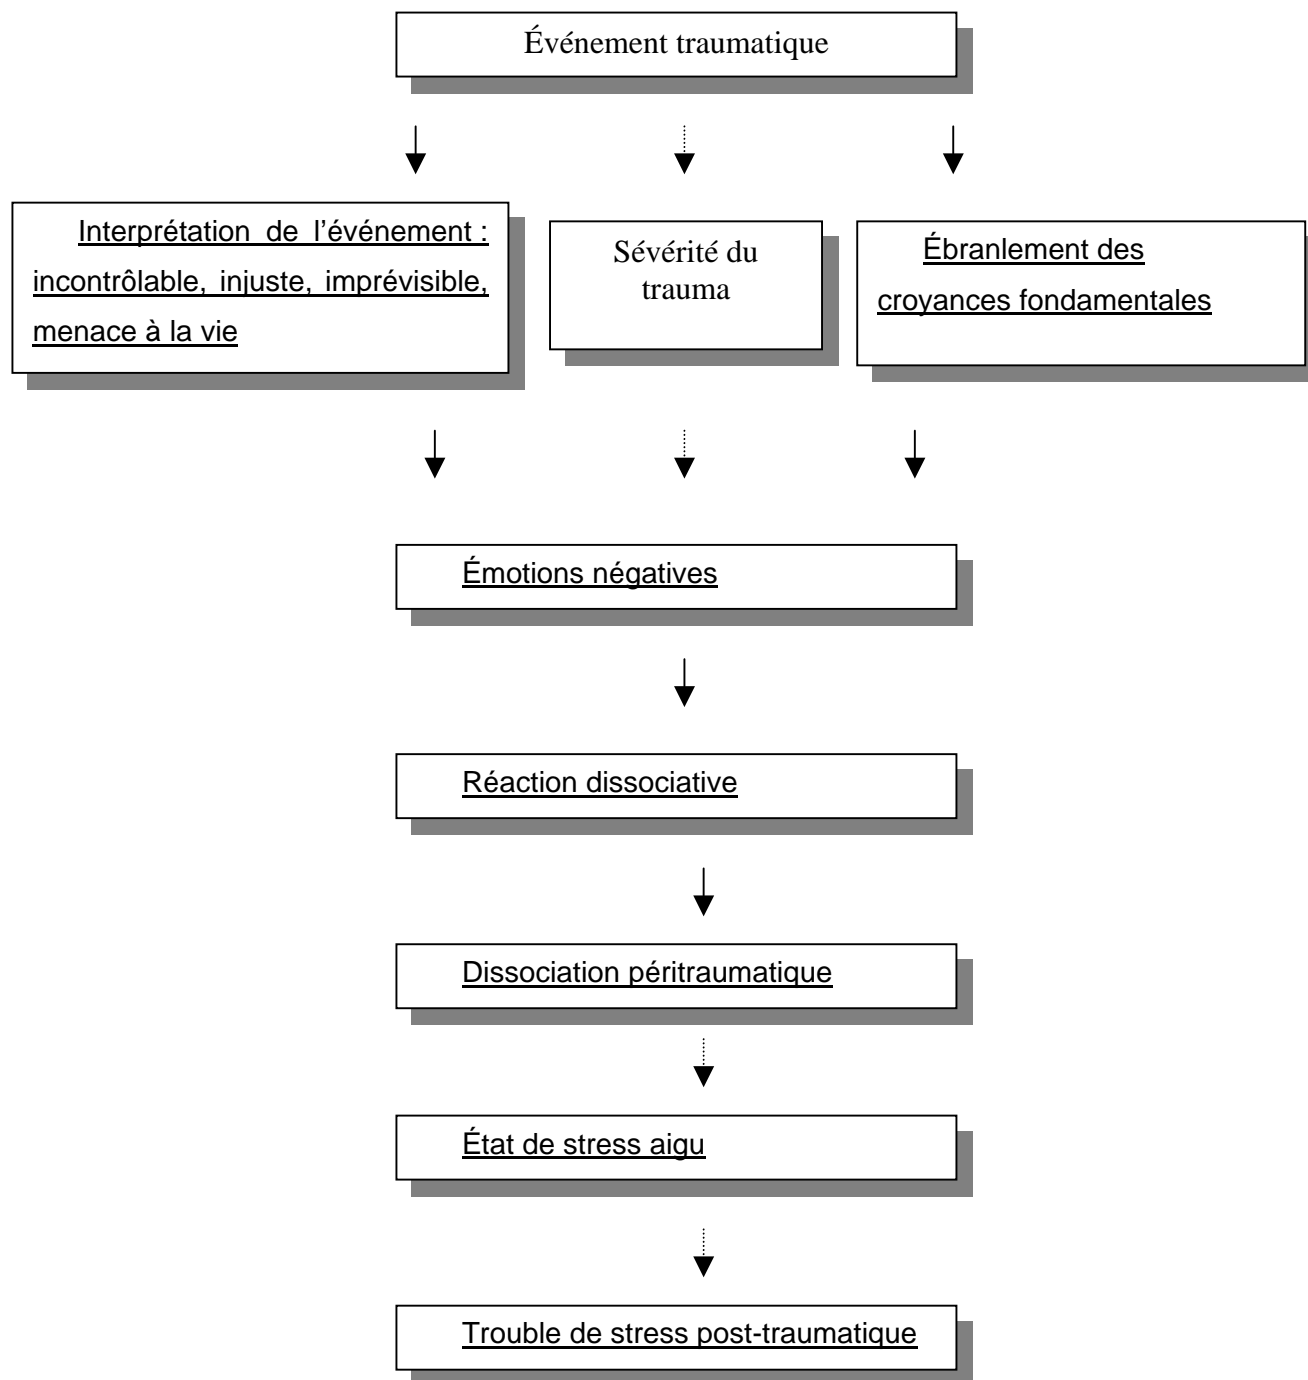 Événement traumatique
Interprétation de l'événement :
incontrôlable, injuste, imprévisible,
menace à la vie
Sévérité du
trauma
Ébranlement des
croyances fondamentales
Émotions négatives
Réaction dissociative
Dissociation péritraumatique
État de stress aigu
Trouble de stress post-traumatique